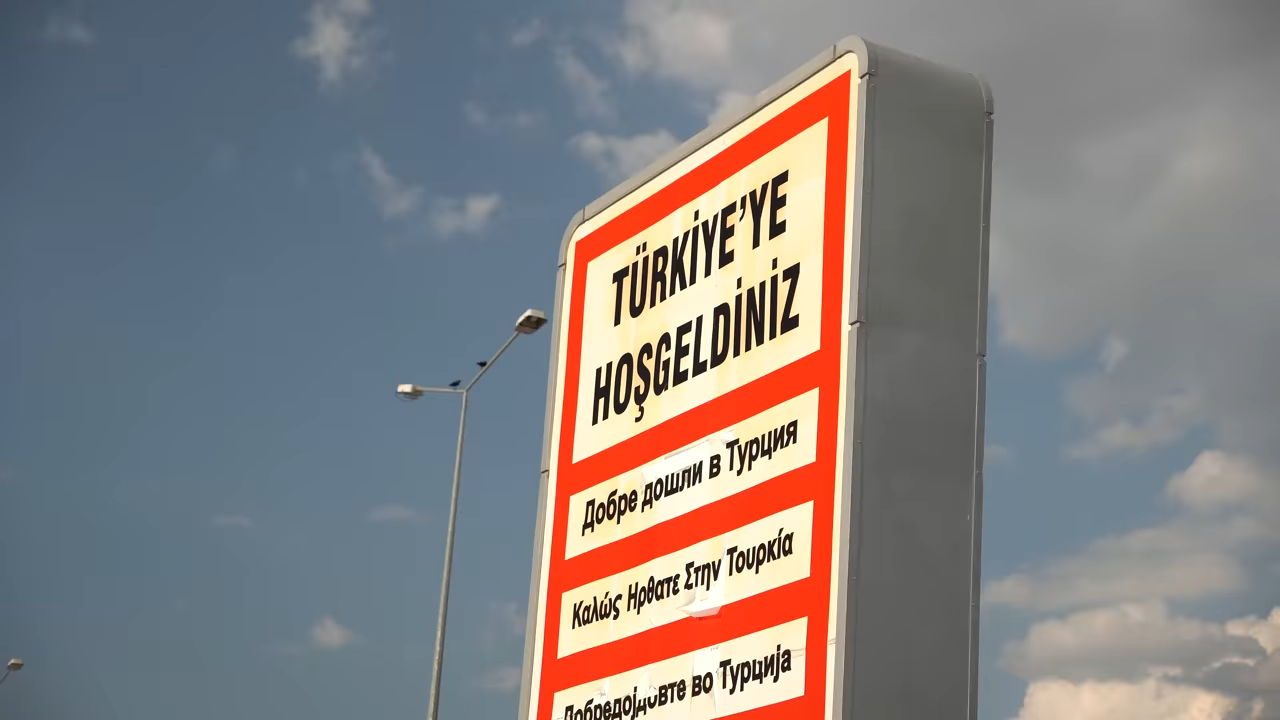 TÜRKİYE'YE
HOŞGELDİNİZ
Добре дошли в Турция
Καλώς Ηρθατε Στην Τουρκία
Добредојдовте во Турција